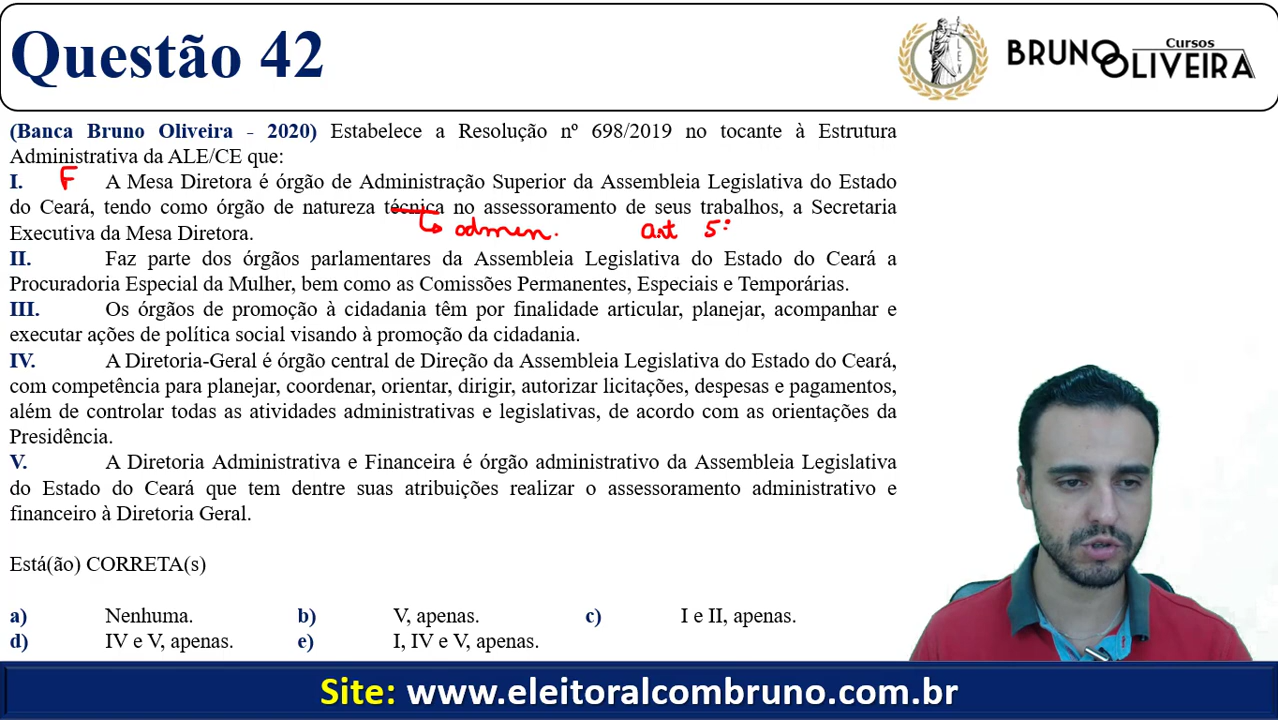 Questão 42
LEX
Cursos
BRUNO OLIVEIRA
(Banca Bruno Oliveira - 2020) Estabelece a Resolução nº 698/2019 no tocante à Estrutura
Administrativa da ALE/CE que:
I. F A Mesa Diretora é órgão de Administração Superior da Assembleia Legislativa do Estado
do Ceará, tendo como órgão de natureza técnica no assessoramento de seus trabalhos, a Secretaria
Executiva da Mesa Diretora.
admin. art 5º
II. Faz parte dos órgãos parlamentares da Assembleia Legislativa do Estado do Ceará a
Procuradoria Especial da Mulher, bem como as Comissões Permanentes, Especiais e Temporárias.
III. Os órgãos de promoção à cidadania têm por finalidade articular, planejar, acompanhar e
executar ações de política social visando à promoção da cidadania.
IV. A Diretoria-Geral é órgão central de Direção da Assembleia Legislativa do Estado do Ceará,
com competência para planejar, coordenar, orientar, dirigir, autorizar licitações, despesas e pagamentos,
além de controlar todas as atividades administrativas e legislativas, de acordo com as orientações da
Presidência.
V. A Diretoria Administrativa e Financeira é órgão administrativo da Assembleia Legislativa
do Estado do Ceará que tem dentre suas atribuições realizar o assessoramento administrativo e
financeiro à Diretoria Geral.
Está(ão) CORRETA(s)
a) Nenhuma. b) V, apenas. c) I e II, apenas.
d) IV e V, apenas. e) I, IV e V, apenas.
Site: www.eleitoralcombruno.com.br